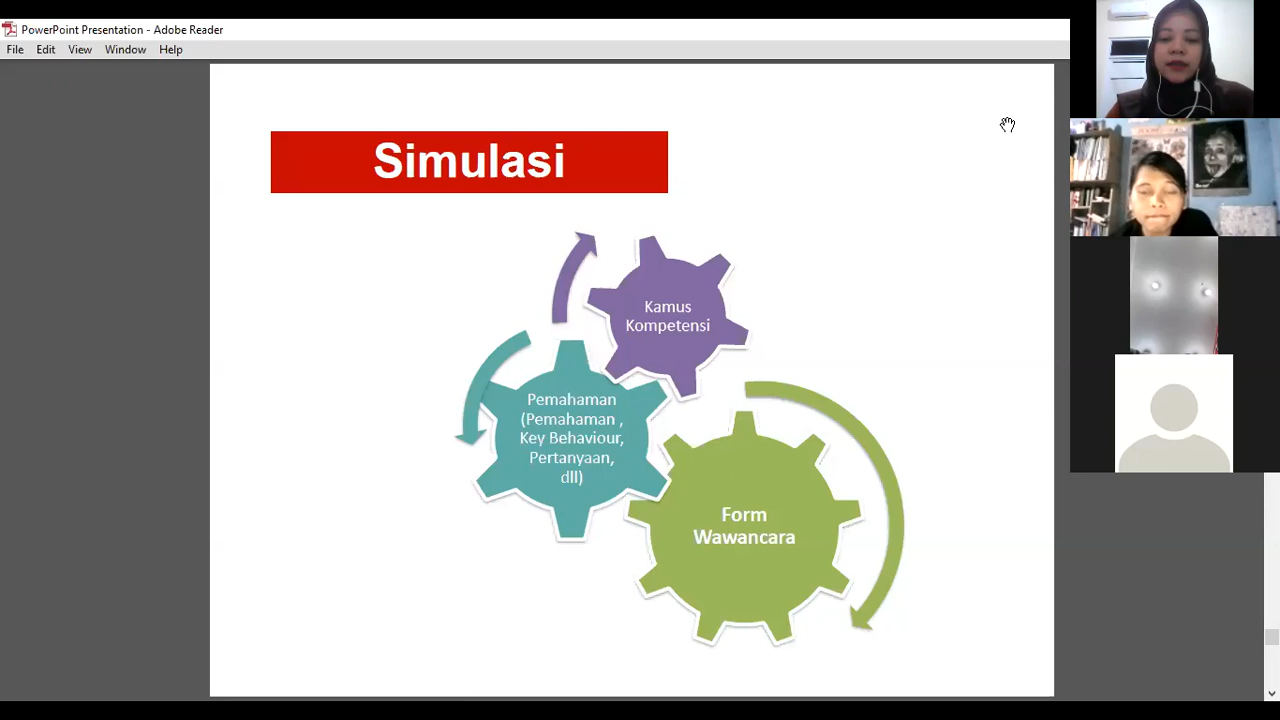 PowerPoint Presentation - Adobe Reader
File Edit View Window Help
Simulasi
Kamus
Kompetensi
Pemahaman
(Pemahaman ,
Key Behaviour,
Pertanyaan,
dll)
Form
Wawancara